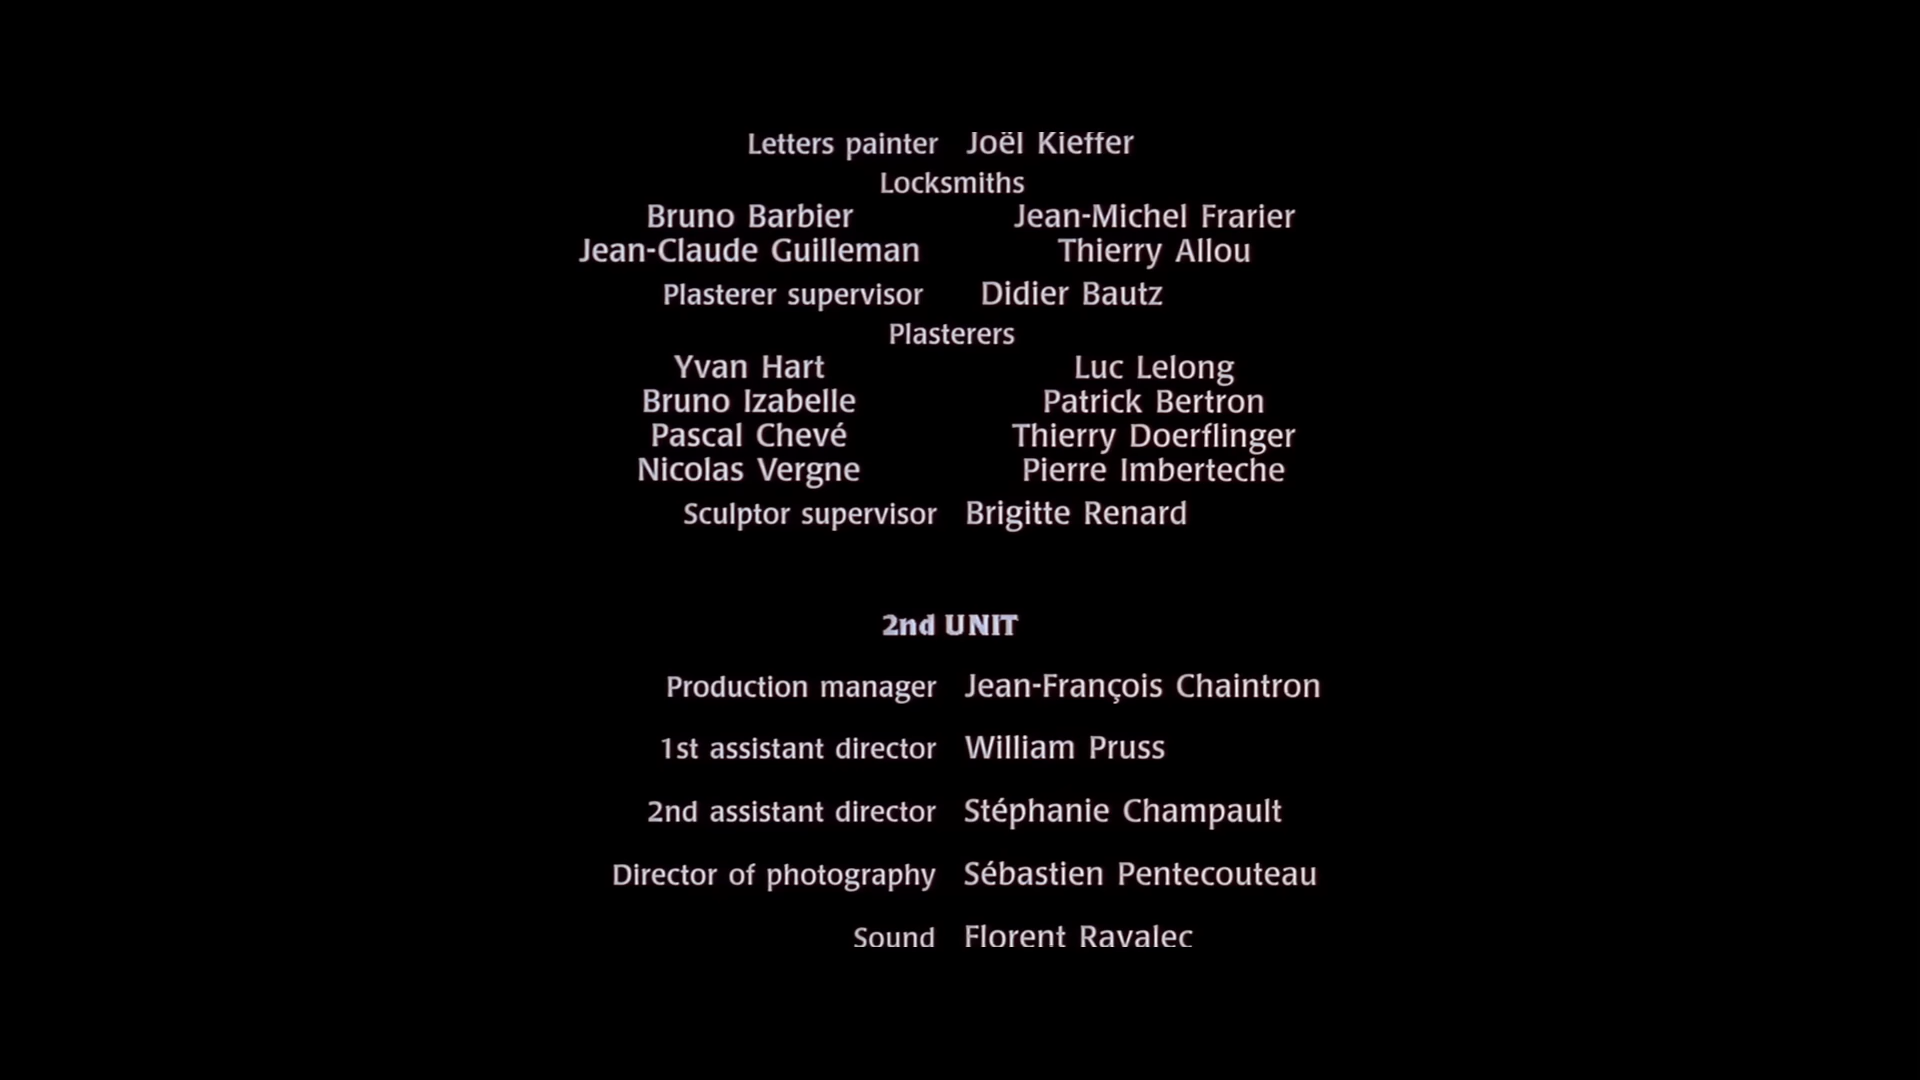 Letters painter Joël Kieffer
Locksmiths
Bruno Barbier Jean-Michel Frarier
Jean-Claude Guilleman Thierry Allou
Plasterer supervisor Didier Bautz
Plasterers
Yvan Hart Luc Lelong
Bruno Izabelle Patrick Bertron
Pascal Chevé Thierry Doerflinger
Nicolas Vergne Pierre Imberteche
Sculptor supervisor Brigitte Renard
2nd UNIT
Production manager Jean-François Chaintron
1st assistant director William Pruss
2nd assistant director Stéphanie Champault
Director of photography Sébastien Pentecouteau
Sound Florent Ravalec